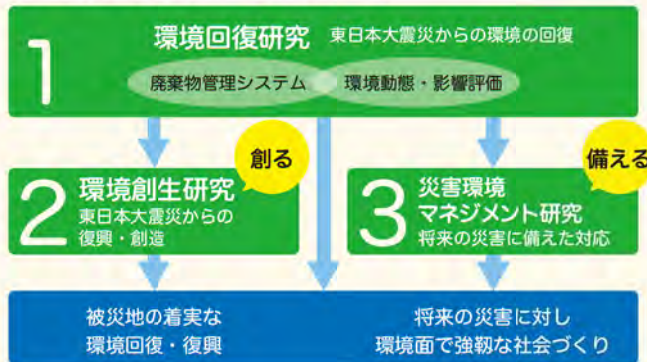 1
環境回復研究 東日本大震災からの環境の回復
廃棄物管理システム 環境動態・影響評価
創る
2
環境創生研究
東日本大震災からの
復興・創造
備える
3
災害環境
マネジメント研究
将来の災害に備えた対応
被災地の着実な
環境回復・復興
将来の災害に対し
環境面で強靱な社会づくり